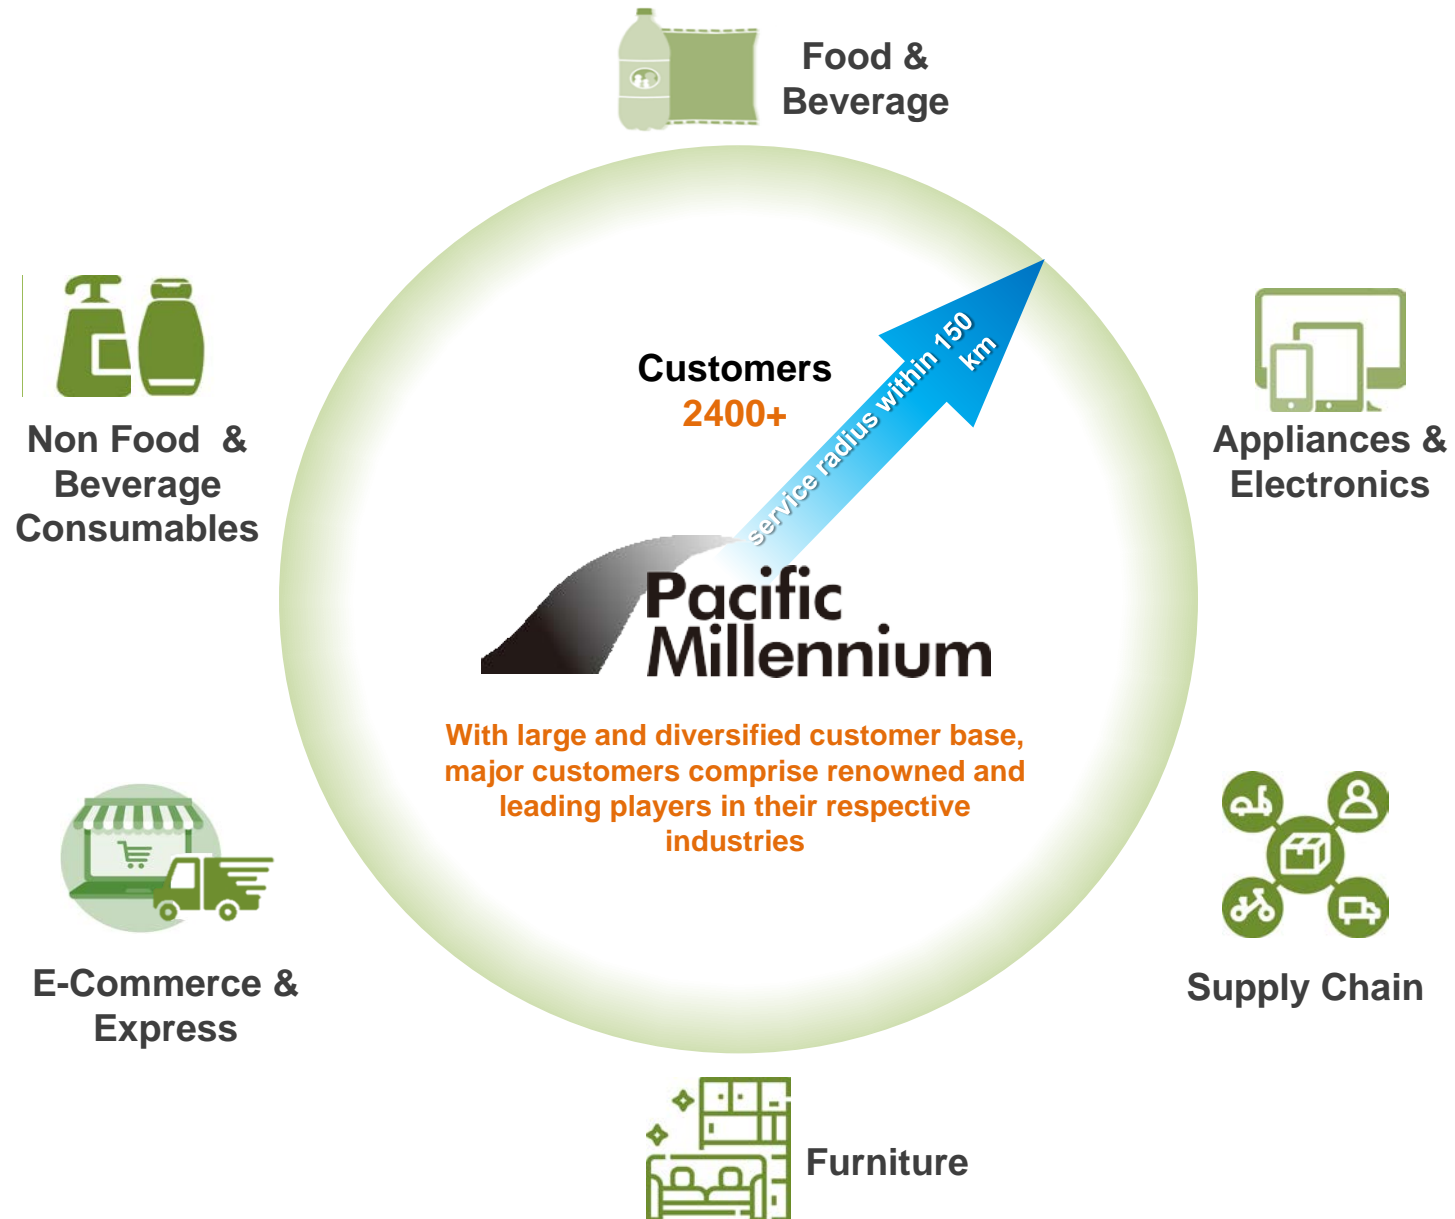 Food &
Beverage
Non Food  &
Beverage
Consumables
Customers
2400+
service radius within 150
km
Appliances &
Electronics
Pacific
Millennium
With large and diversified customer base,
major customers comprise renowned and
leading players in their respective
industries
E-Commerce &
Express
Supply Chain
Furniture